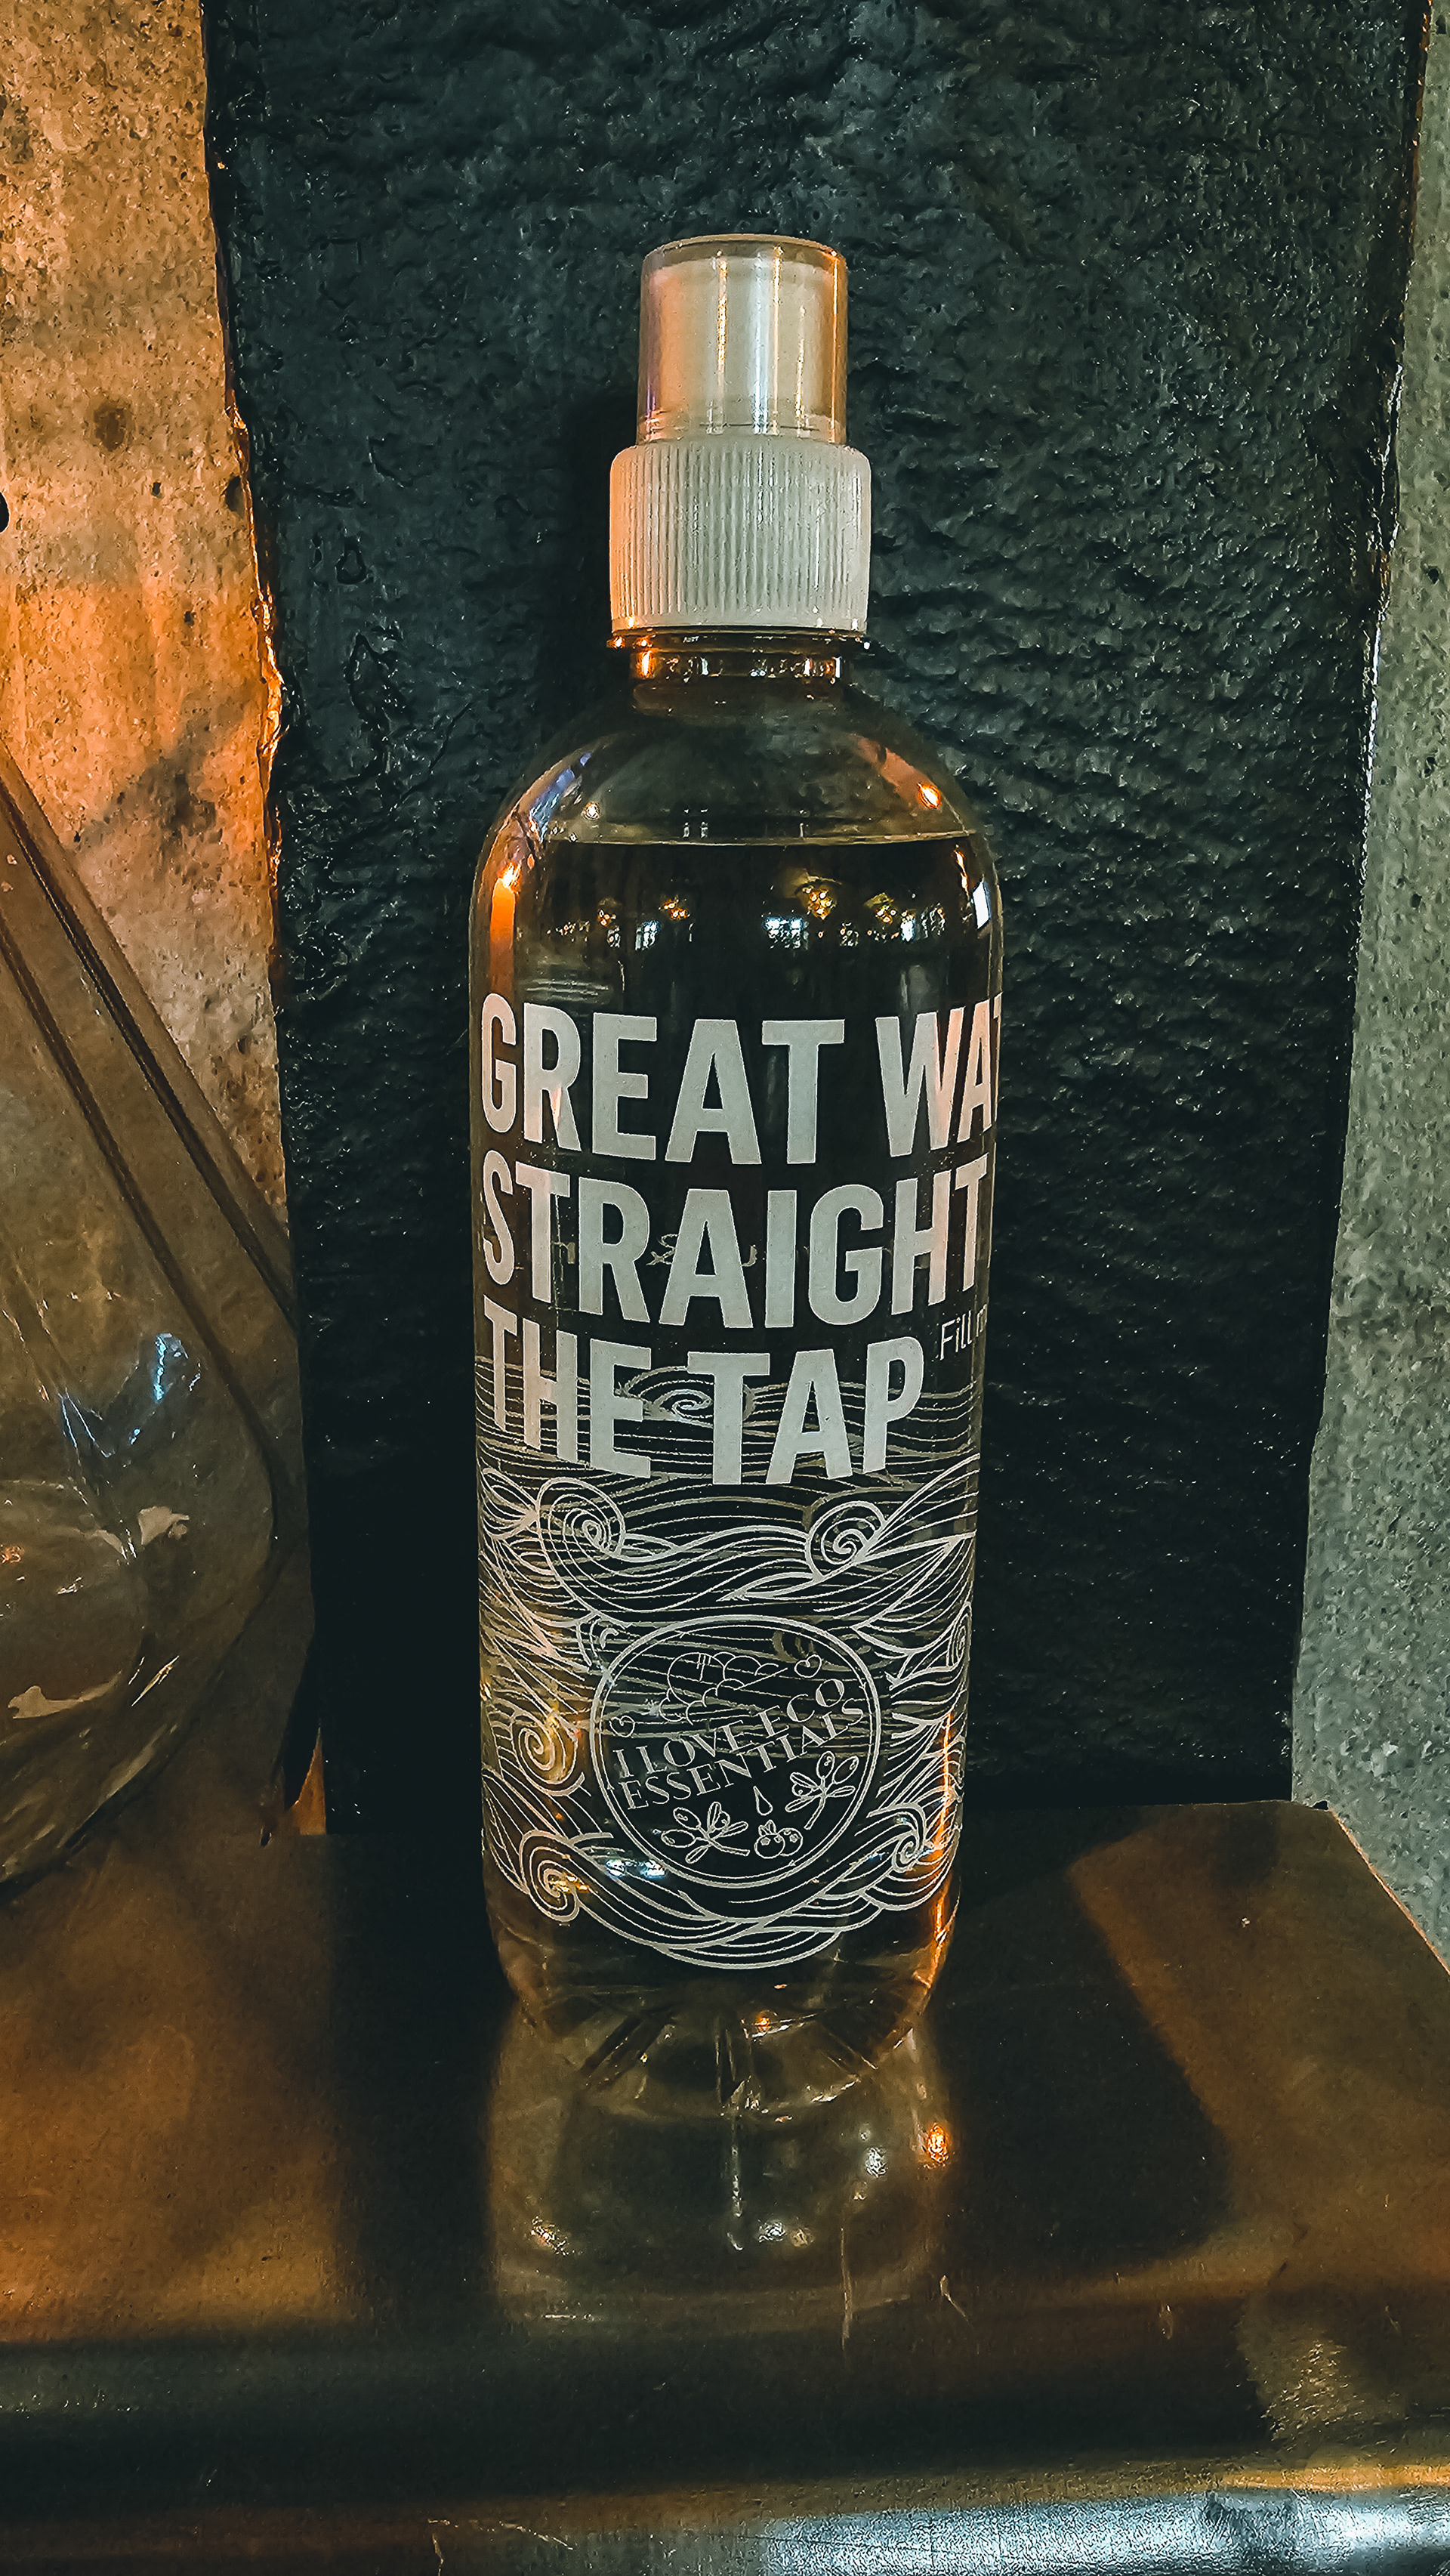 GREAT WAT
STRAIGHT
THE TAP
Fill
I LOVE ECO
ESSENTIALS